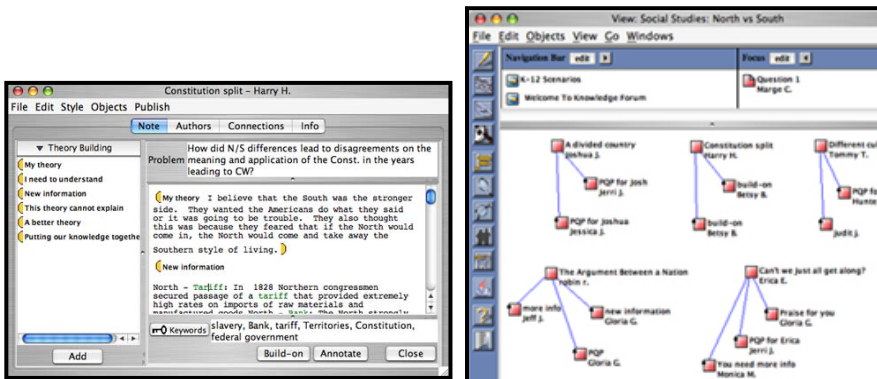 Constitution split - Harry H.
File Edit Style Objects Publish
Note Authors Connections Info
Theory Building
My theory
I need to understand
New information
This theory cannot explain
A better theory
Putting our knowledge togethe
Add
Problem
How did N/S differences lead to disagreements on the
meaning and application of the Const. in the years
leading to CW?
My theory I believe that the South was the stronger
side. They wanted the Americans do what they said
or it was going to be trouble. They also thought
this was because they feared that if the North would
come in, the North would come and take away the
Southern style of living.
New information
North - Tariff: In 1828 Northern congressmen
secured passage of a tariff that provided extremely
high rates on imports of raw materials and
manufactured goods North - Bank: The North strongly
Keywords
slavery, Bank, tariff, Territories, Constitution,
federal government
Build-on Annotate Close
View: Social Studies: North vs South
File Edit Objects View Go Windows
Navigation Bar edit
K-12 Scenarios
Welcome To Knowledge Forum
Focus edit
Question 1
Marge C.
A divided country
Joshua J.
PQP for Josh
Jerri J.
PQP for Joshua
Jessica J.
Constitution split
Harry H.
build-on
Betsy B.
build-on
Betsy B.
Different cul
Tommy T.
PQP fo
Hunte
Judit J.
The Argument Between a Nation
robin r.
more info
Jeff J.
new information
Gloria G.
PQP
Gloria G.
Can't we just all get along?
Erica E.
Praise for you
Gloria G.
PQP for Erica
Jerri J.
You need more info
Monica M.